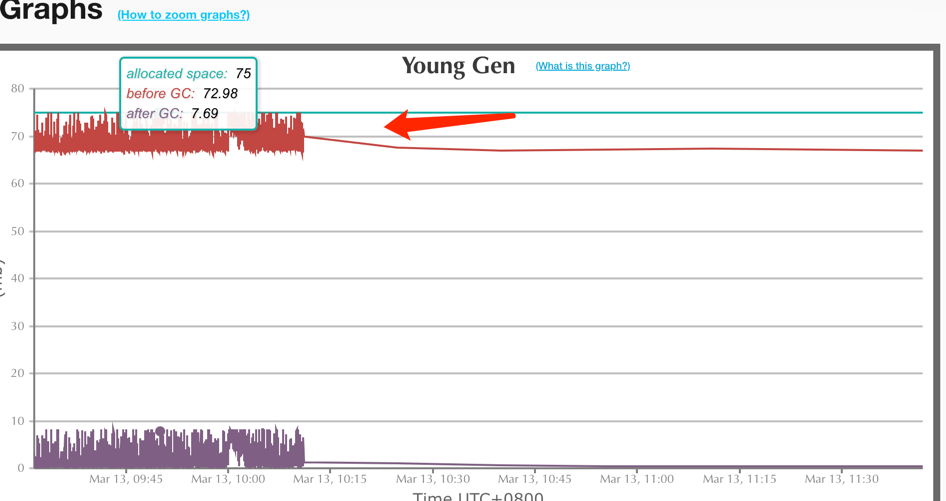 Graphs (How to zoom graphs?)
Young Gen (What is this graph?)
allocated space: 75
before GC: 72.98
after GC: 7.69
80
70
60
50
40
30
20
10
0
Mar 13, 09:45 Mar 13, 10:00 Mar 13, 10:15 Mar 13, 10:30 Mar 13, 10:45 Mar 13, 11:00 Mar 13, 11:15 Mar 13, 11:30
Time UTC+0800